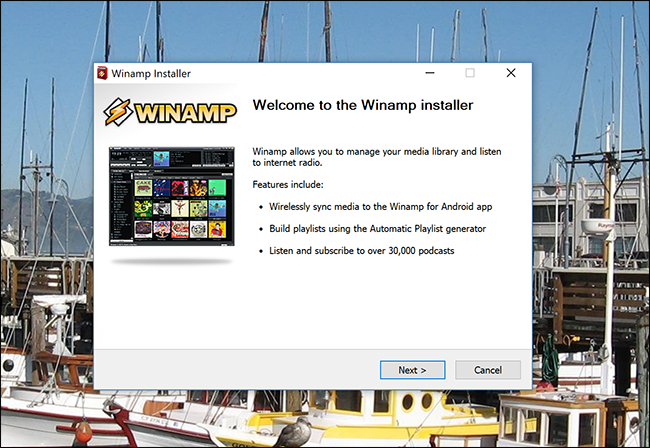 Winamp Installer
WINAMP
Welcome to the Winamp installer
Winamp allows you to manage your media library and listen
to internet radio.
Features include:
• Wirelessly sync media to the Winamp for Android app
• Build playlists using the Automatic Playlist generator
• Listen and subscribe to over 30,000 podcasts
Next >
Cancel